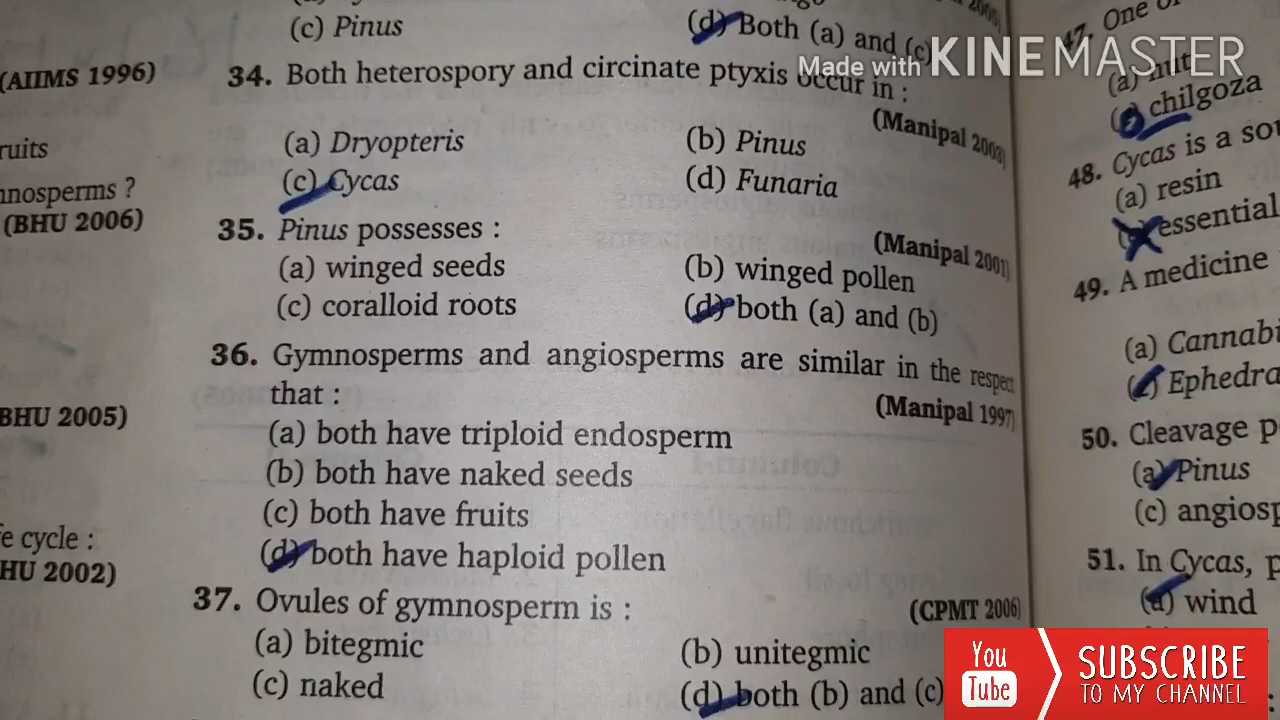 (c) Pinus
(d) Both (a) and (c)
Made with KINEMASTER
(AIIMS 1996)
34. Both heterospory and circinate ptyxis occur in :
(Manipal 2003)
(a) Dryopteris
(b) Pinus
(c) Cycas
(d) Funaria
35. Pinus possesses :
(Manipal 2001)
(a) winged seeds
(b) winged pollen
(c) coralloid roots
(d) both (a) and (b)
36. Gymnosperms and angiosperms are similar in the respect
that :
(Manipal 1997)
(a) both have triploid endosperm
(b) both have naked seeds
(c) both have fruits
(d) both have haploid pollen
37. Ovules of gymnosperm is :
(CPMT 2006)
(a) bitegmic
(b) unitegmic
(c) naked
(d) both (b) and (c)
ruits
nnosperms ?
(BHU 2006)
BHU 2005)
e cycle :
HU 2002)
47. One
(a) nut
chilgoza
48. Cycas is a
(a) resin
essential
49. A medicine
(a) Cannabi
Ephedra
50. Cleavage p
(a) Pinus
(c) angiosp
51. In Cycas, p
(a) wind
You
Tube
SUBSCRIBE
TO MY CHANNEL